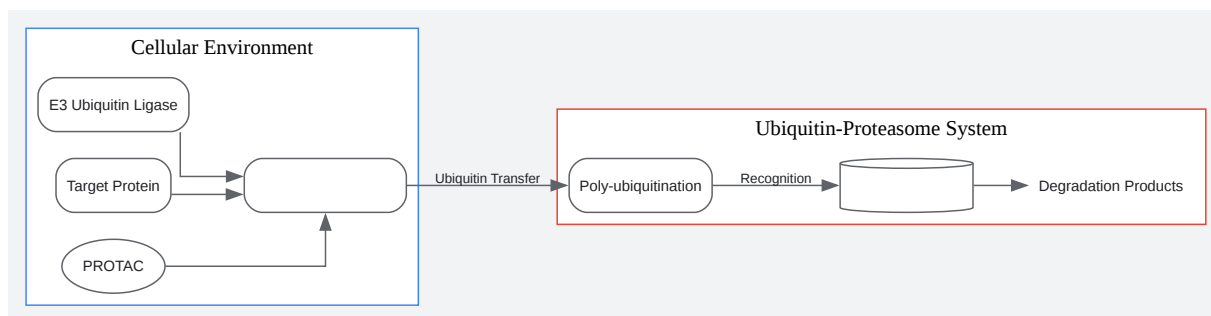 Cellular Environment
E3 Ubiquitin Ligase
Target Protein
PROTAC
Ubiquitin Transfer
Ubiquitin-Proteasome System
Poly-ubiquitination
Recognition
Degradation Products